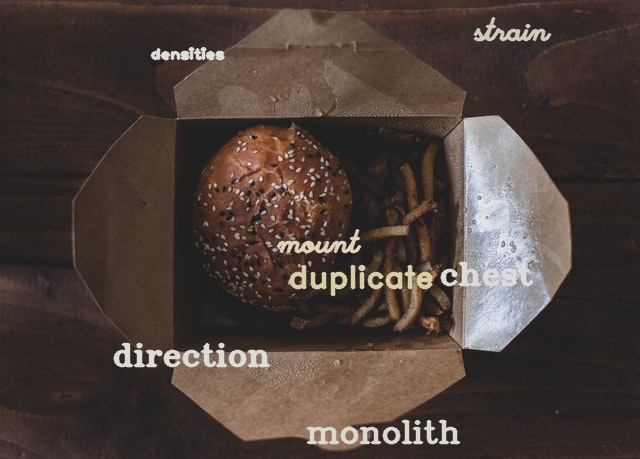 strain
densities
mount
duplicate
chest
direction
monolith